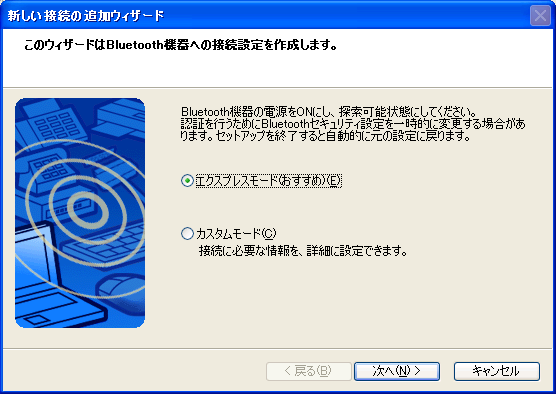 新しい接続の追加ウィザード
このウィザードはBluetooth機器への接続設定を作成します。
Bluetooth機器の電源をONにし、探索可能状態にしてください。
認証を行うためにBluetoothセキュリティ設定を一時的に変更する場合があ
ります。セットアップを終了すると自動的に元の設定に戻ります。
エクスプレスモード(おすすめ)(E)
カスタムモード(C)
接続に必要な情報を、詳細に設定できます。
< 戻る(B)
次へ(N) >
キャンセル